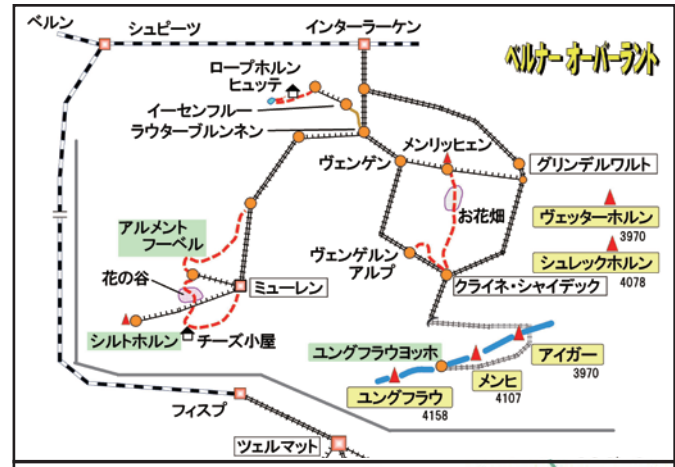 ベルン
シュピーツ
インターラーケン
ベルナー オーバーラント
ロープホルン
ヒュッテ
イーセンフルー
ラウターブルンネン
メンリッヒェン
ヴェンゲン
グリンデルワルト
お花畑
ヴェッターホルン
3970
アルメント
フーベル
ヴェンゲルン
アルプ
シュレックホルン
4078
花の谷
ミューレン
クライネ・シャイデック
シルトホルン
チーズ小屋
ユングフラウヨッホ
アイガー
3970
メンヒ
4107
ユングフラウ
4158
フィスプ
ツェルマット